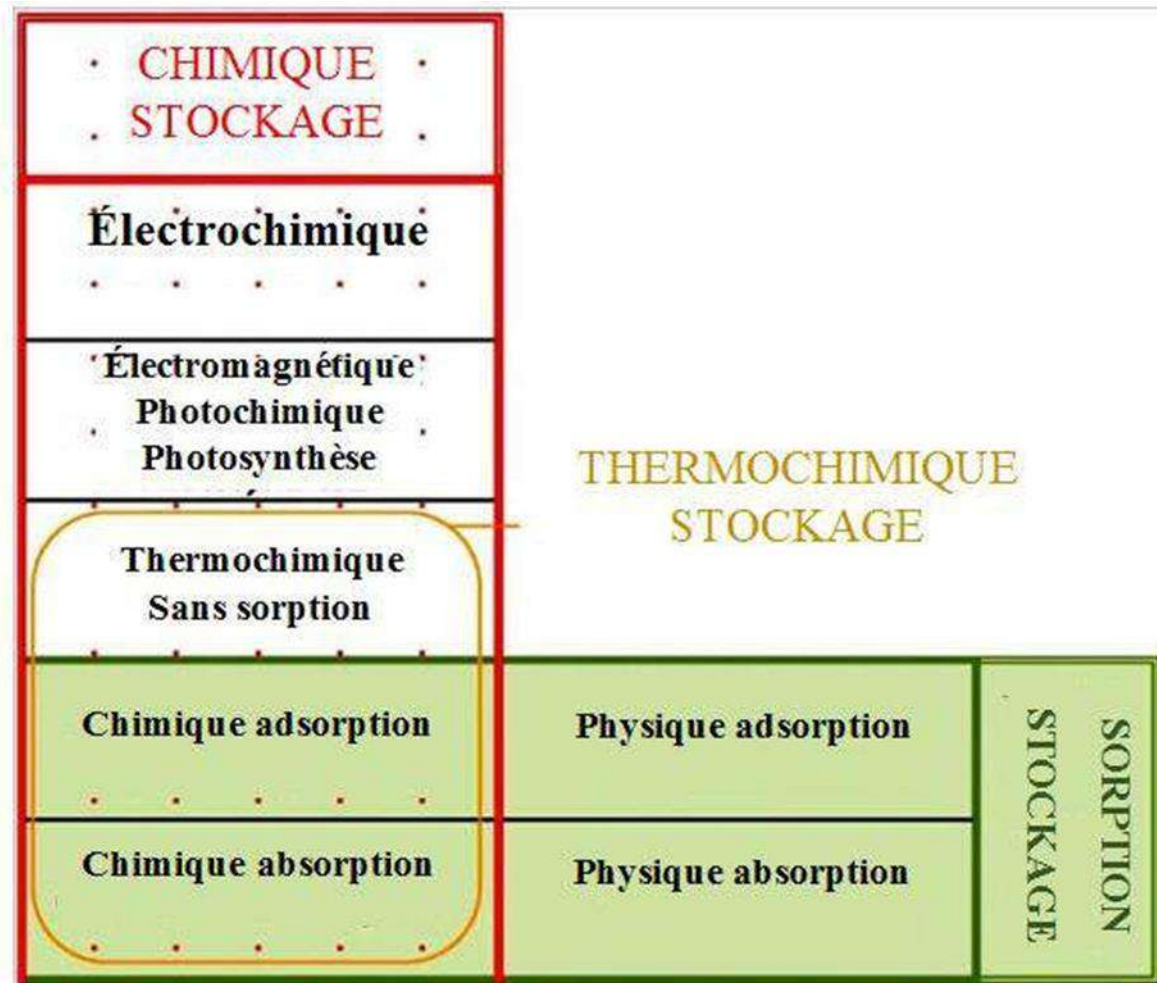 CHIMIQUE
STOCKAGE
Électrochimique
Électromagnétique
Photochimique
Photosynthèse
THERMOCHIMIQUE
STOCKAGE
Thermochimique
Sans sorption
Chimique adsorption
Physique adsorption
Chimique absorption
Physique absorption
SORPTION
STOCKAGE